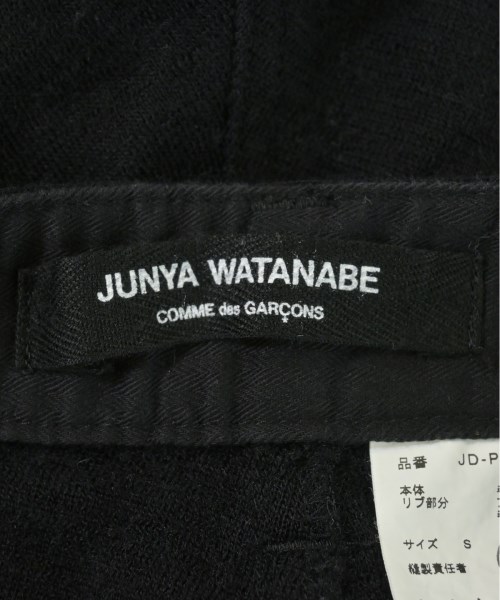 JUNYA WATANABE
COMME des GARÇONS
品番 JD-P
本体
リブ部分
サイズ S
縫製責任者